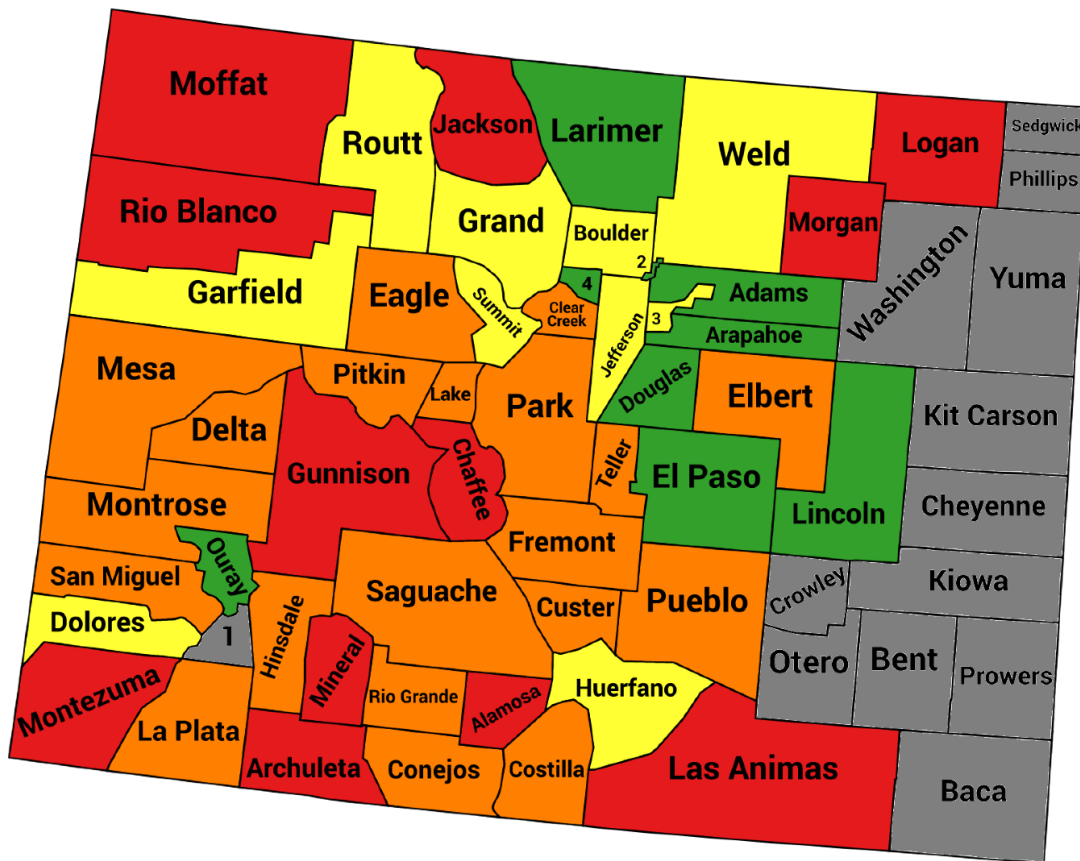 Moffat
Jackson
Larimer
Routt
Weld
Logan
Sedgwick
Phillips
Rio Blanco
Grand
Boulder
Morgan
Washington
Yuma
2
Garfield
Eagle
Summit
4
Clear
Creek
Jefferson
3
Adams
Arapahoe
Mesa
Pitkin
Lake
Park
Douglas
Elbert
Kit Carson
Delta
Gunnison
Chaffee
Teller
El Paso
Lincoln
Cheyenne
Montrose
Ouray
Fremont
San Miguel
Saguache
Custer
Pueblo
Crowley
Kiowa
Dolores
1
Hinsdale
Mineral
Otero
Bent
Prowers
Montezuma
La Plata
Rio Grande
Alamosa
Huerfano
Archuleta
Conejos
Costilla
Las Animas
Baca